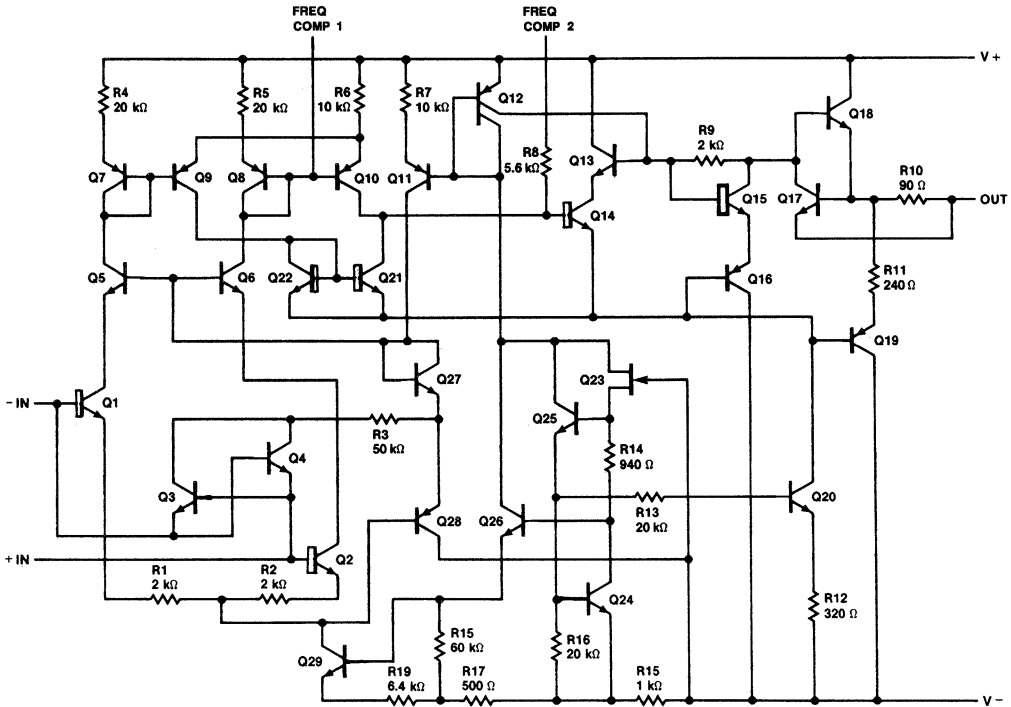 FREQ
COMP 1
FREQ
COMP 2
V+
R4
20 kΩ
R5
20 kΩ
R6
10 kΩ
R7
10 kΩ
Q12
Q18
R8
5.6 kΩ
Q13
R9
2 kΩ
Q7
Q9
Q8
Q10
Q11
Q14
Q15
Q17
R10
90 Ω
OUT
Q5
Q6
Q22
Q21
Q16
R11
240 Ω
Q19
Q27
Q23
-IN
Q1
Q25
R3
50 kΩ
R14
940 Ω
Q4
Q3
Q20
R13
20 kΩ
Q28
Q26
+IN
Q2
R1
2 kΩ
R2
2 kΩ
Q24
R12
320 Ω
R15
60 kΩ
R16
20 kΩ
Q29
R19
6.4 kΩ
R17
500 Ω
R15
1 kΩ
V-